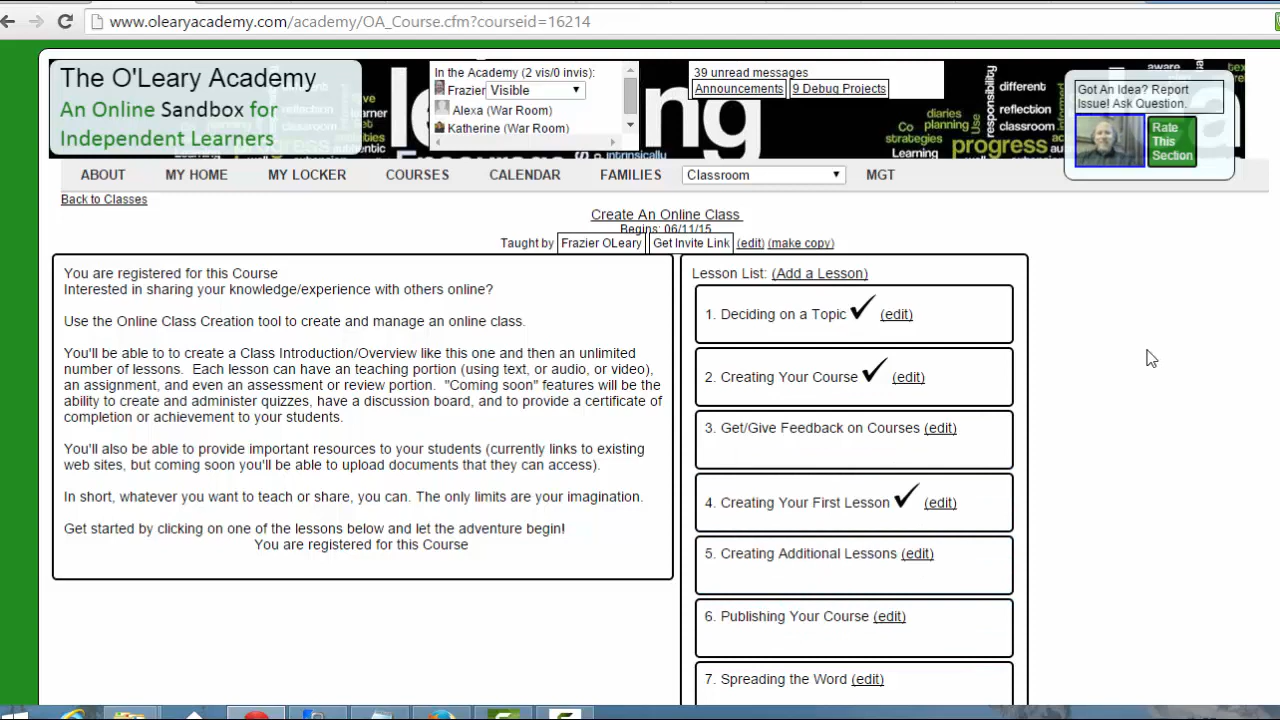 www.olearyacademy.com/academy/OA_Course.cfm?courseid=16214
The O'Leary Academy
An Online Sandbox for
Independent Learners
In the Academy (2 vis/0 invis):
Frazier Visible
Alexa (War Room)
Katherine (War Room)
39 unread messages
Announcements 9 Debug Projects
responsibility
different
reflection
classroom
diaries
planning
Use
Co
strategies
progress
Learning
aware
Got An Idea? Report
Issue! Ask Question.
Rate
This
Section
ABOUT MY HOME MY LOCKER COURSES CALENDAR FAMILIES Classroom MGT
Back to Classes
Create An Online Class
Begins: 06/11/15
Taught by Frazier OLeary Get Invite Link (edit) (make copy)
You are registered for this Course
Interested in sharing your knowledge/experience with others online?
Use the Online Class Creation tool to create and manage an online class.
You'll be able to to create a Class Introduction/Overview like this one and then an unlimited
number of lessons. Each lesson can have an teaching portion (using text, or audio, or video),
an assignment, and even an assessment or review portion. "Coming soon" features will be the
ability to create and administer quizzes, have a discussion board, and to provide a certificate of
completion or achievement to your students.
You'll also be able to provide important resources to your students (currently links to existing
web sites, but coming soon you'll be able to upload documents that they can access).
In short, whatever you want to teach or share, you can. The only limits are your imagination.
Get started by clicking on one of the lessons below and let the adventure begin!
You are registered for this Course
Lesson List: (Add a Lesson)
1. Deciding on a Topic (edit)
2. Creating Your Course (edit)
3. Get/Give Feedback on Courses (edit)
4. Creating Your First Lesson (edit)
5. Creating Additional Lessons (edit)
6. Publishing Your Course (edit)
7. Spreading the Word (edit)